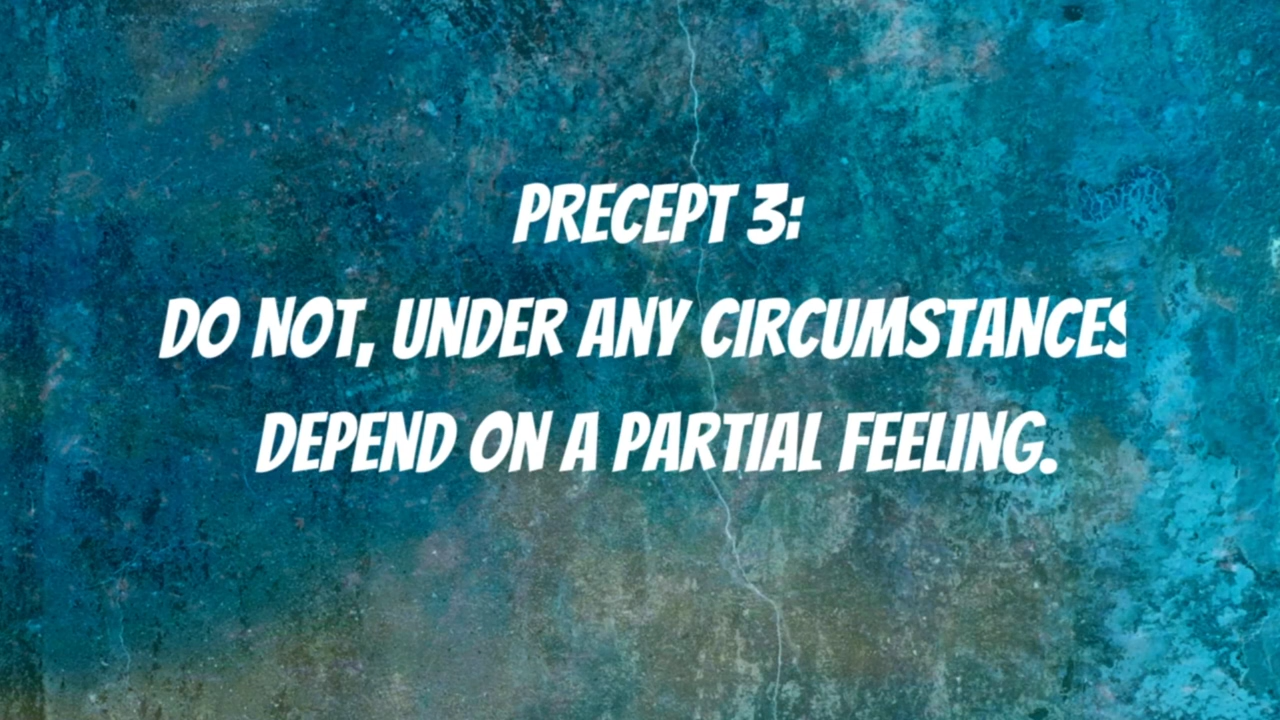 PRECEPT 3:
DO NOT, UNDER ANY CIRCUMSTANCES
DEPEND ON A PARTIAL FEELING.